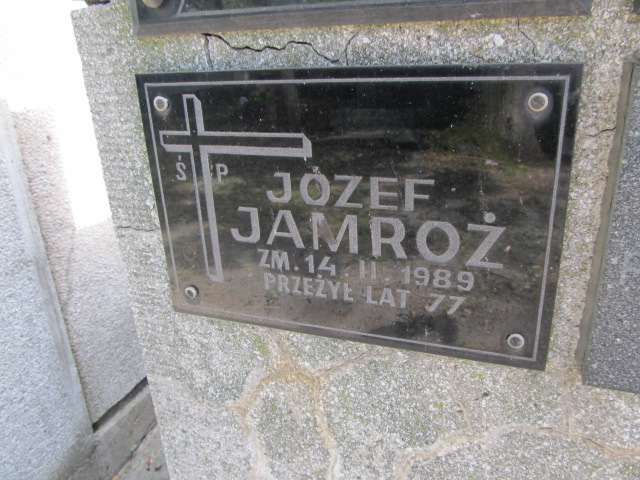 Ś P
JÓZEF
JAMROŻ
ZM. 14 II 1989
PRZEŻYŁ LAT 77